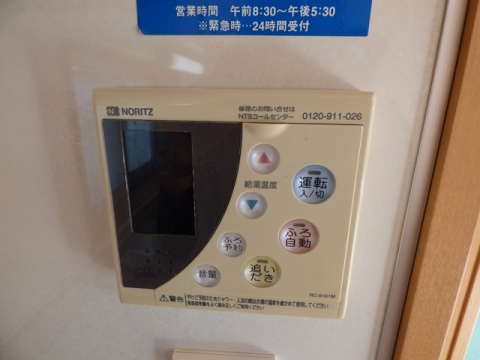 営業時間 午前8:30~午後5:30
※緊急時…24時間受付
NORITZ
修理のお問い合せは
NTSコールセンター 0120-911-026
給湯温度
運転
入/切
ふろ
自動
ふろ
予約
音量
追い
だき
⚠警告